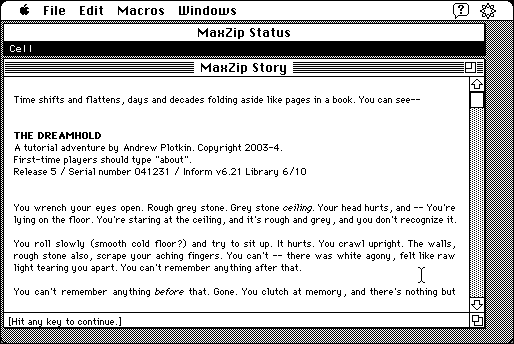 File Edit Macros Windows
MaxZip Status
Cell
MaxZip Story
Time shifts and flattens, days and decades folding aside like pages in a book. You can see--
THE DREAMHOLD
A tutorial adventure by Andrew Plotkin. Copyright 2003-4.
First-time players should type "about".
Release 5 / Serial number 041231 / Inform v6.21 Library 6/10
You wrench your eyes open. Rough grey stone. Grey stone ceiling. Your head hurts, and -- You're
lying on the floor. You're staring at the ceiling, and it's rough and grey, and you don't recognize it.
You roll slowly (smooth cold floor?) and try to sit up. It hurts. You crawl upright. The walls,
rough stone also, scrape your aching fingers. You can't -- there was white agony, felt like raw
light tearing you apart. You can't remember anything after that.
You can't remember anything before that. Gone. You clutch at memory, and there's nothing but
[Hit any key to continue.]